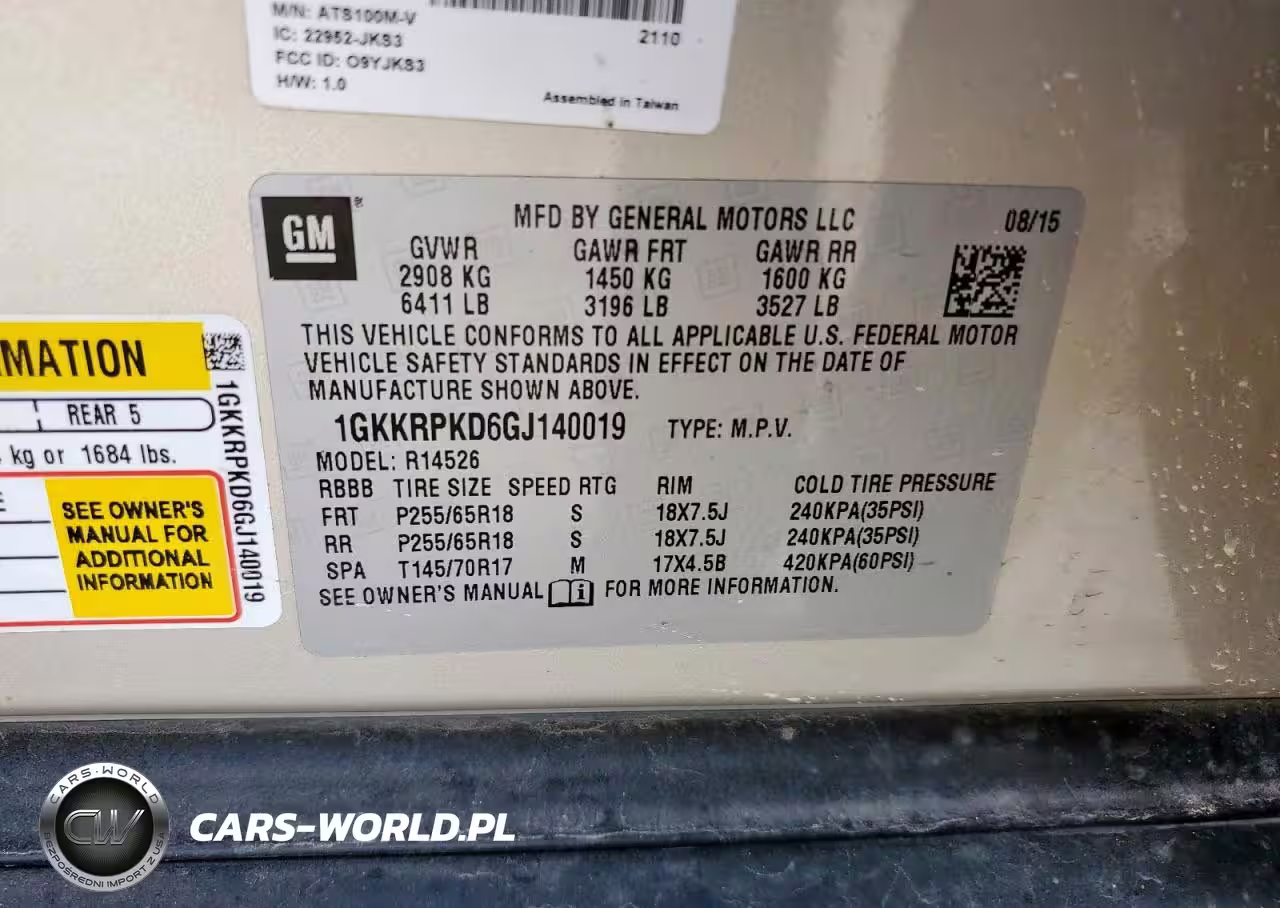 M/N: ATS100M-V
IC: 22952-JKS3
2110
FCC ID: O9YJKS3
H/W: 1.0
Assembled in Taiwan
GM ®
MFD BY GENERAL MOTORS LLC 08/15
GVWR GAWR FRT GAWR RR
2908 KG 1450 KG 1600 KG
6411 LB 3196 LB 3527 LB
THIS VEHICLE CONFORMS TO ALL APPLICABLE U.S. FEDERAL MOTOR
VEHICLE SAFETY STANDARDS IN EFFECT ON THE DATE OF
MANUFACTURE SHOWN ABOVE.
1GKKRPKD6GJ140019 TYPE: M.P.V.
MODEL: R14526
RBBB TIRE SIZE SPEED RTG RIM COLD TIRE PRESSURE
FRT P255/65R18 S 18X7.5J 240KPA(35PSI)
RR P255/65R18 S 18X7.5J 240KPA(35PSI)
SPA T145/70R17 M 17X4.5B 420KPA(60PSI)
SEE OWNER'S MANUAL i FOR MORE INFORMATION.
MATION
REAR 5
kg or 1684 lbs.
SEE OWNER'S
MANUAL FOR
ADDITIONAL
INFORMATION
1GKKRPKD6GJ140019
CARS-WORLD
CW
BEZPOŚREDNI IMPORT Z USA
CARS-WORLD.PL